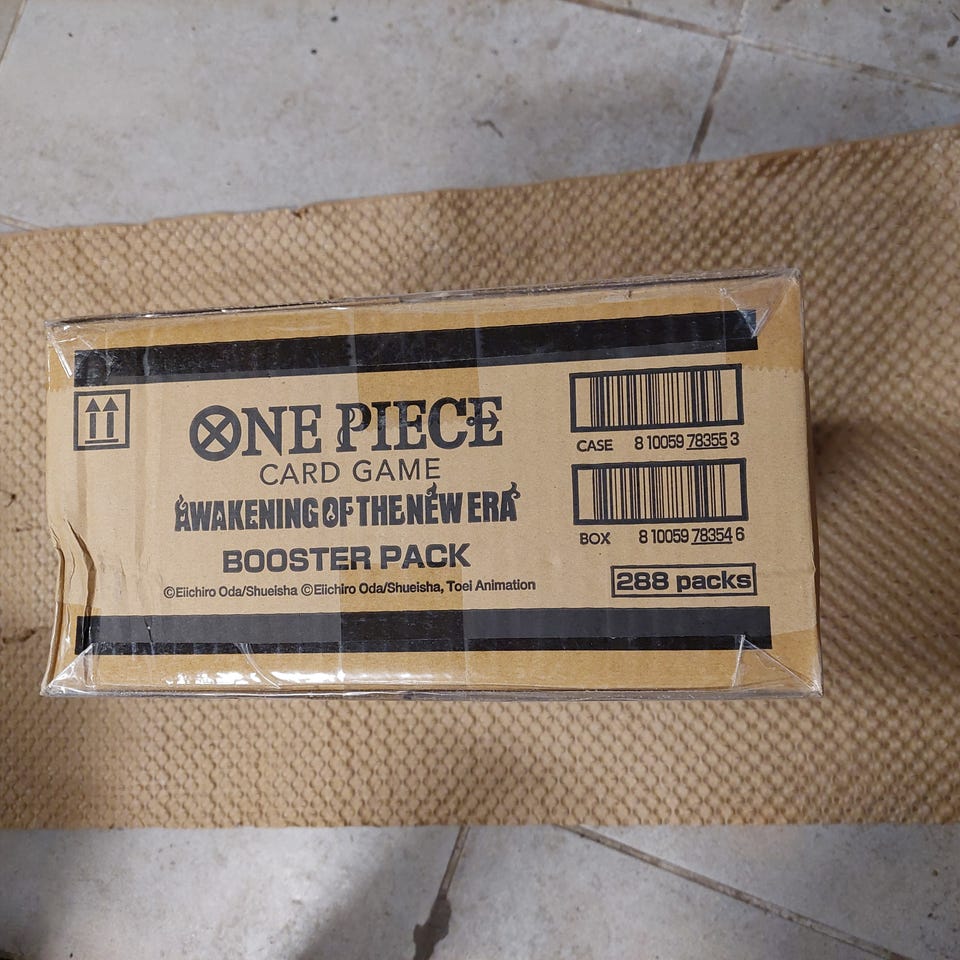 ONE PIECE
CARD GAME
AWAKENING OF THE NEW ERA
BOOSTER PACK
©Eiichiro Oda/Shueisha ©Eiichiro Oda/Shueisha, Toei Animation
CASE 8 10059 78355 3
BOX 8 10059 78354 6
288 packs